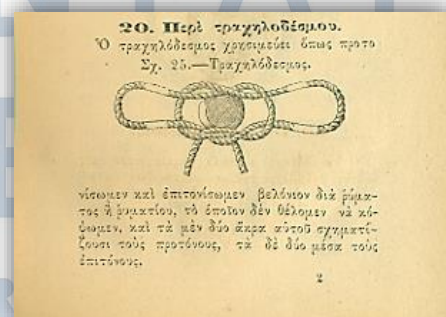 20. Περὶ τραχηλοδέσμου.
Ὁ τραχηλόδεσμος χρησιμεύει ὅπως προτο
Σχ. 25.—Τραχηλόδεσμος.
νίσωμεν καὶ ἐπιτονίσωμεν βελόνιον διὰ ῥύμα-
τος ἢ ῥυματίου, τὸ ὁποῖον δὲν θέλομεν νὰ κό-
ψωμεν, καὶ τὰ μὲν δύο ἄκρα αὐτοῦ σχηματί-
ζουσι τοὺς προτόνους, τὰ δὲ δύο μέσα τοὺς
ἐπιτόνους.
2